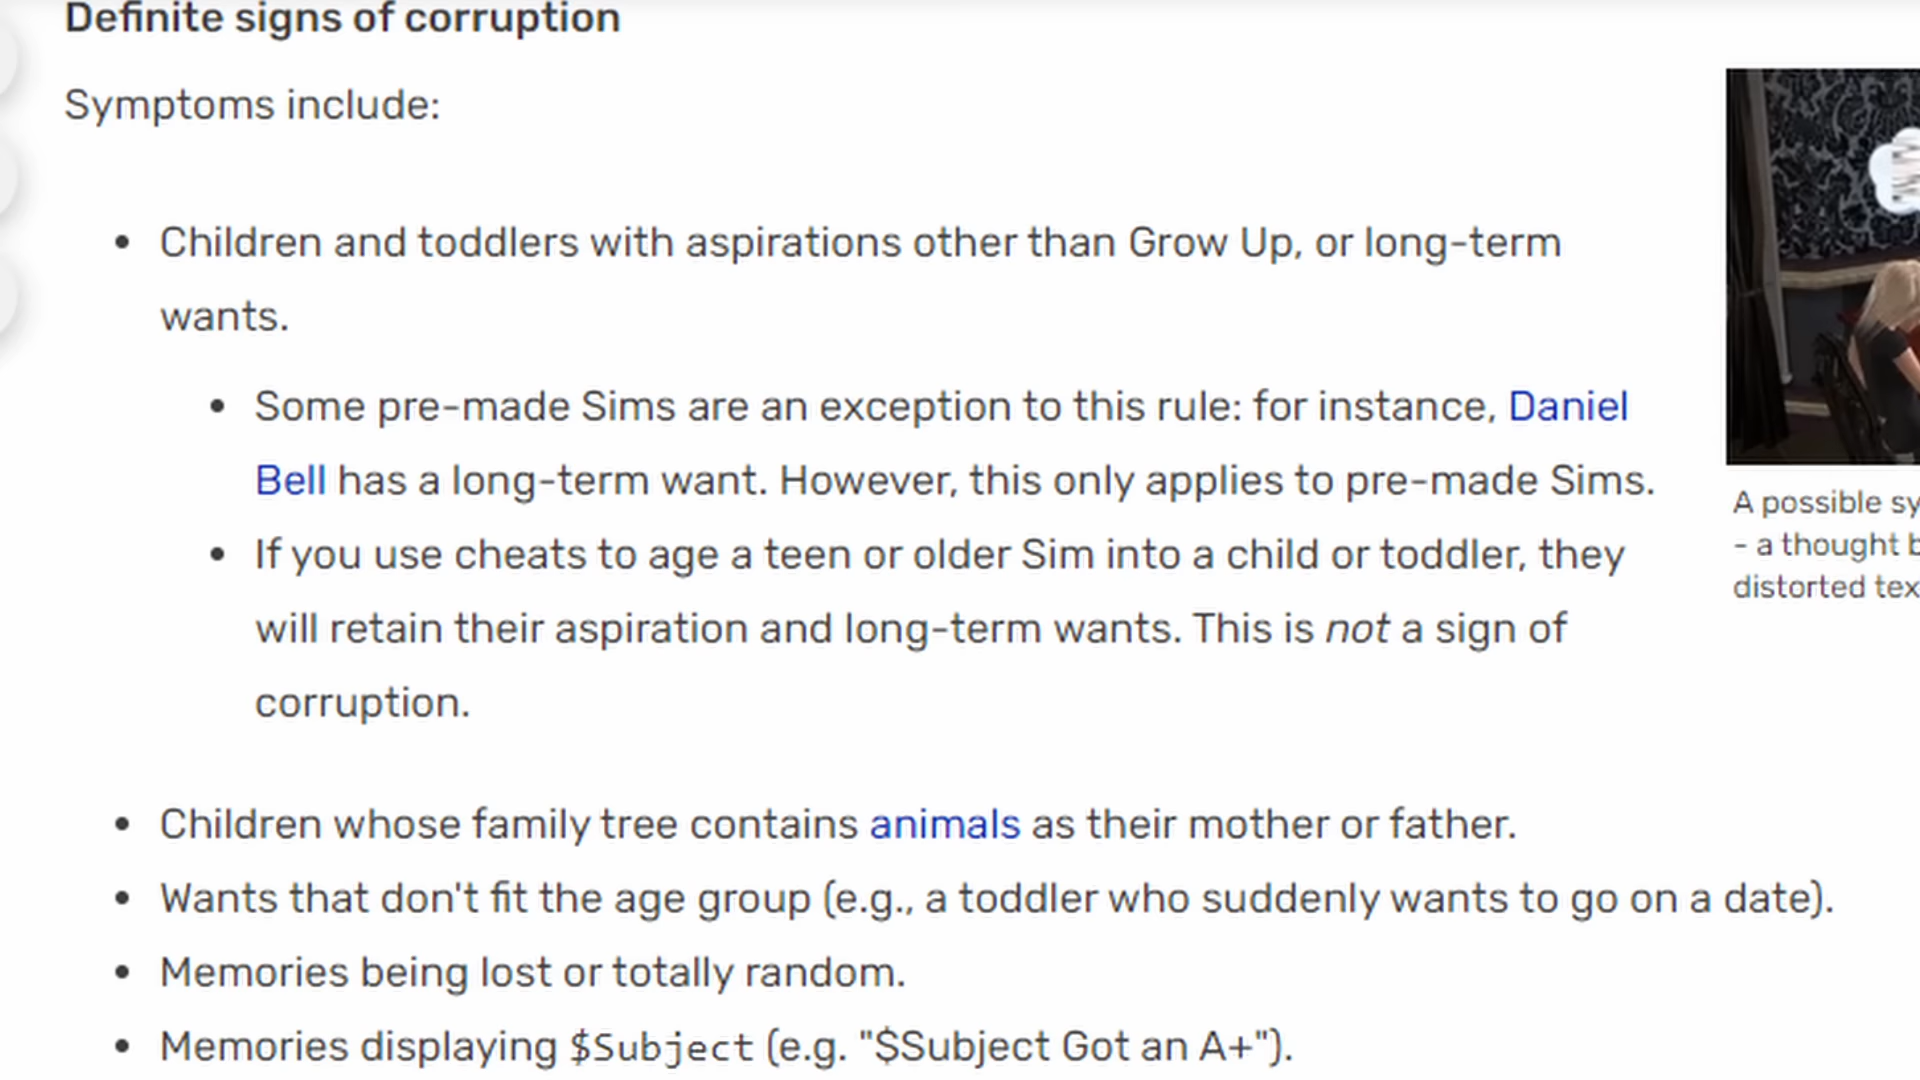 Definite signs of corruption
Symptoms include:
• Children and toddlers with aspirations other than Grow Up, or long-term
wants.
• Some pre-made Sims are an exception to this rule: for instance, Daniel
Bell has a long-term want. However, this only applies to pre-made Sims.
• If you use cheats to age a teen or older Sim into a child or toddler, they
will retain their aspiration and long-term wants. This is not a sign of
corruption.
• Children whose family tree contains animals as their mother or father.
• Wants that don't fit the age group (e.g., a toddler who suddenly wants to go on a date).
• Memories being lost or totally random.
• Memories displaying $Subject (e.g. "$Subject Got an A+").
A possible
- a thought
distorted